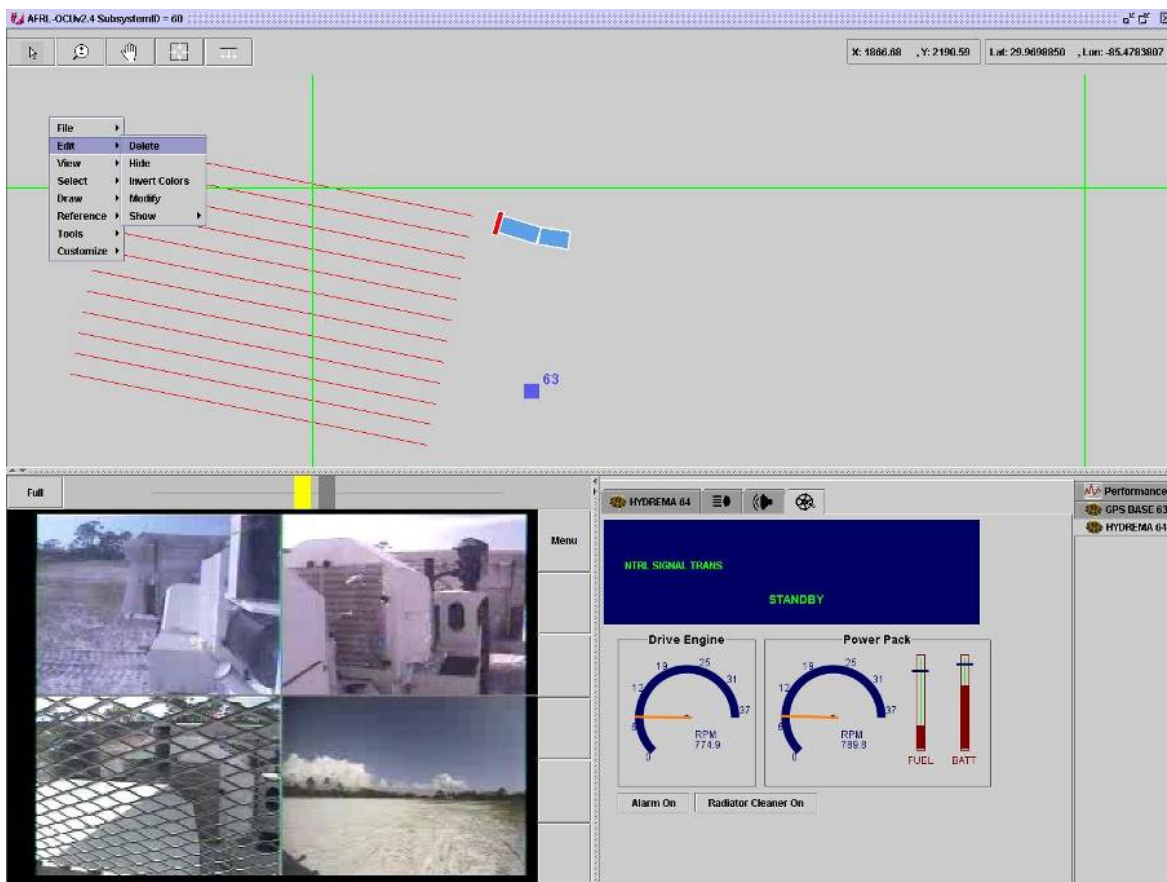 AFRL-OCUv2.4 SubsystemID = 60
X: 1866.68 , Y: 2190.59 Lat: 29.9698850 , Lon: -85.4783807
File
Edit Delete
View Hide
Select Invert Colors
Draw Modify
Reference Show
Tools
Customize
63
Full
Menu
HYDREMA 64
Performance
GPS BASE 63
HYDREMA 64
NTRL SIGNAL TRANS
STANDBY
Drive Engine Power Pack
19 25 19 25
12 31 12 31
6 37 6 37
RPM RPM
774.9 789.8
0 0
FUEL BATT
Alarm On Radiator Cleaner On